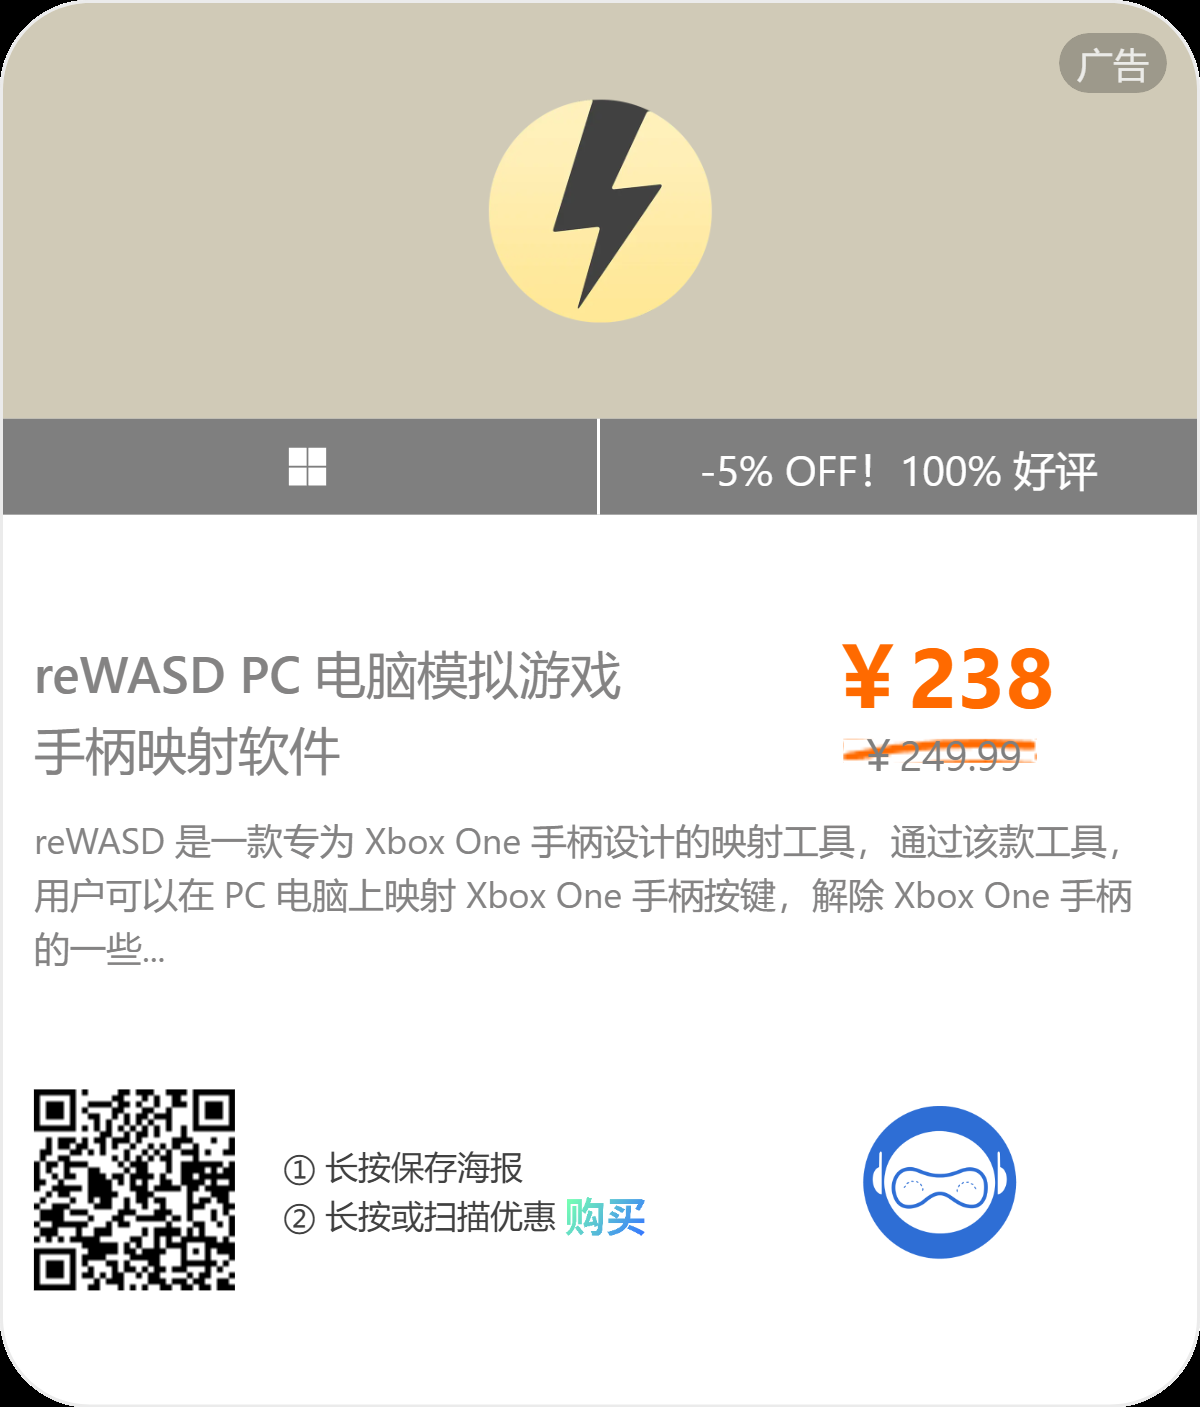 广告
-5% OFF！100% 好评
reWASD PC 电脑模拟游戏
手柄映射软件
￥238
￥249.99
reWASD 是一款专为 Xbox One 手柄设计的映射工具，通过该款工具，
用户可以在 PC 电脑上映射 Xbox One 手柄按键，解除 Xbox One 手柄
的一些...
① 长按保存海报
② 长按或扫描优惠 购买